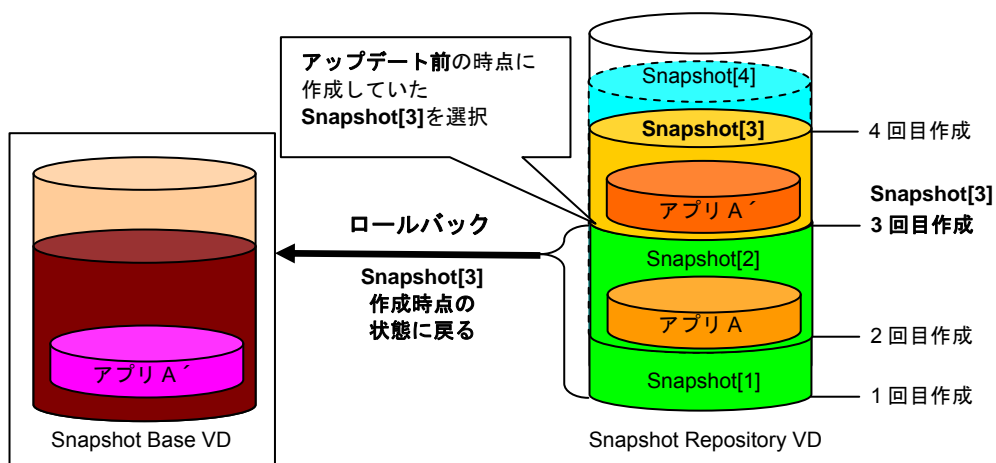 アップデート前の時点に
作成していた
Snapshot[3]を選択
Snapshot[4]
Snapshot[3]
4 回目作成
アプリ A ´
Snapshot[3]
3 回目作成
ロールバック
Snapshot[3]
作成時点の
状態に戻る
Snapshot[2]
アプリ A
2 回目作成
アプリ A ´
Snapshot[1]
1 回目作成
Snapshot Base VD
Snapshot Repository VD